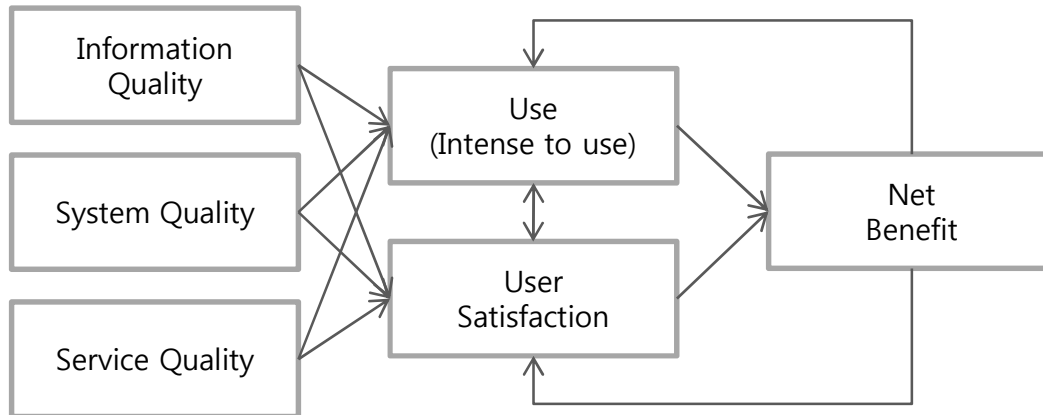 Information
Quality
System Quality
Service Quality
Use
(Intense to use)
User
Satisfaction
Net
Benefit